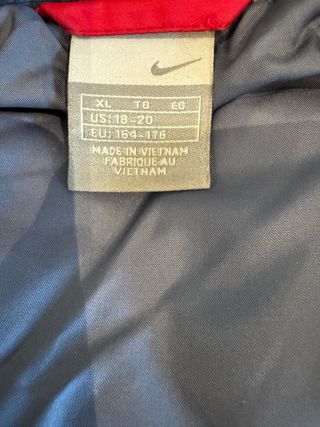 XL TG EG
US: 18-20
EU: 164-176
MADE IN VIETNAM
FABRIQUE AU
VIETNAM